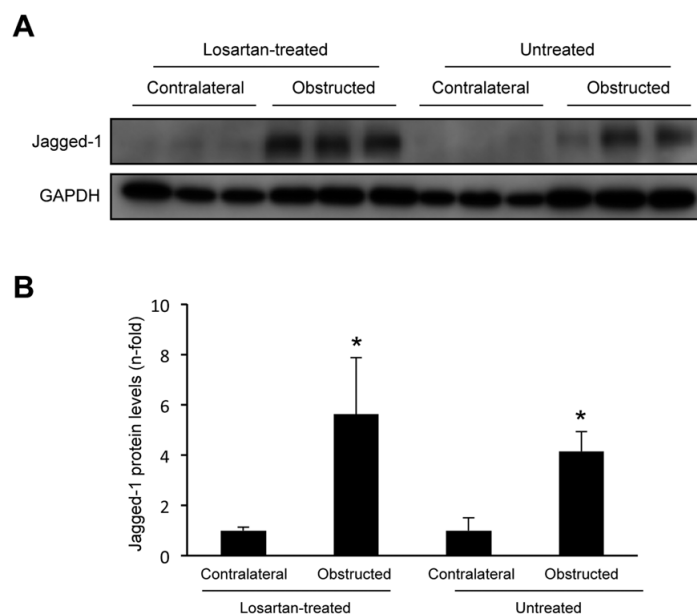 A
Losartan-treated Untreated
Contralateral Obstructed Contralateral Obstructed
Jagged-1
GAPDH
B
Jagged-1 protein levels (n-fold)
10
8
6
4
2
0
*
*
Contralateral Obstructed Contralateral Obstructed
Losartan-treated Untreated